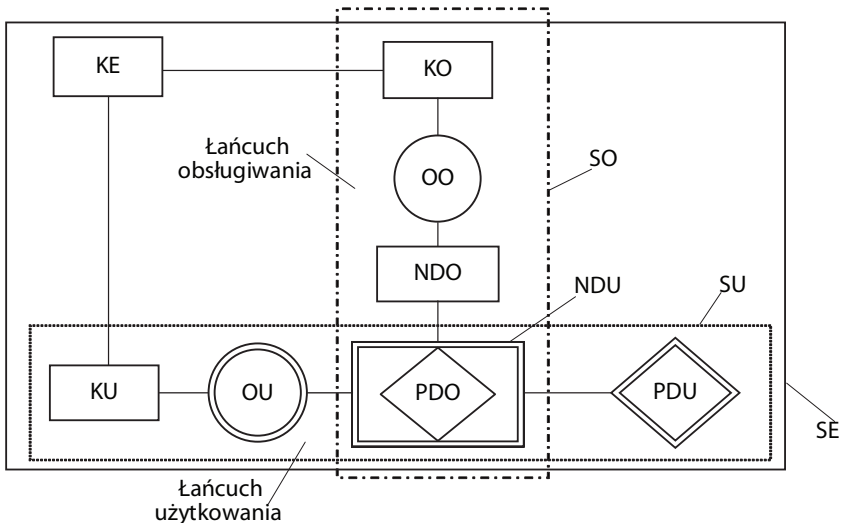 KE
KO
Łańcuch
obsługiwania
OO
SO
NDO
NDU
SU
KU
OU
PDO
PDU
SE
Łańcuch
użytkowania